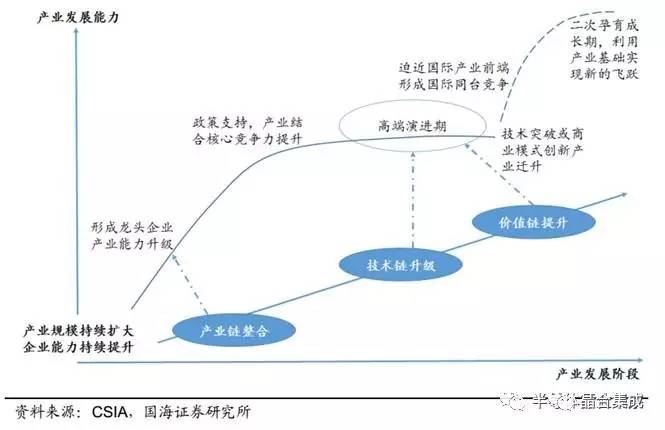 产业发展能力
二次孕育成
长期，利用
产业基础实
现新的飞跃
迫近国际产业前端
形成国际同台竞争
政策支持，产业结
合核心竞争力提升
高端演进期
技术突破或商
业模式创新产
业迁升
形成龙头企业
产业能力升级
价值链提升
技术链升级
产业规模持续扩大
企业能力持续提升
产业链整合
产业发展阶段
资料来源：CSIA，国海证券研究所
半导体晶合集成